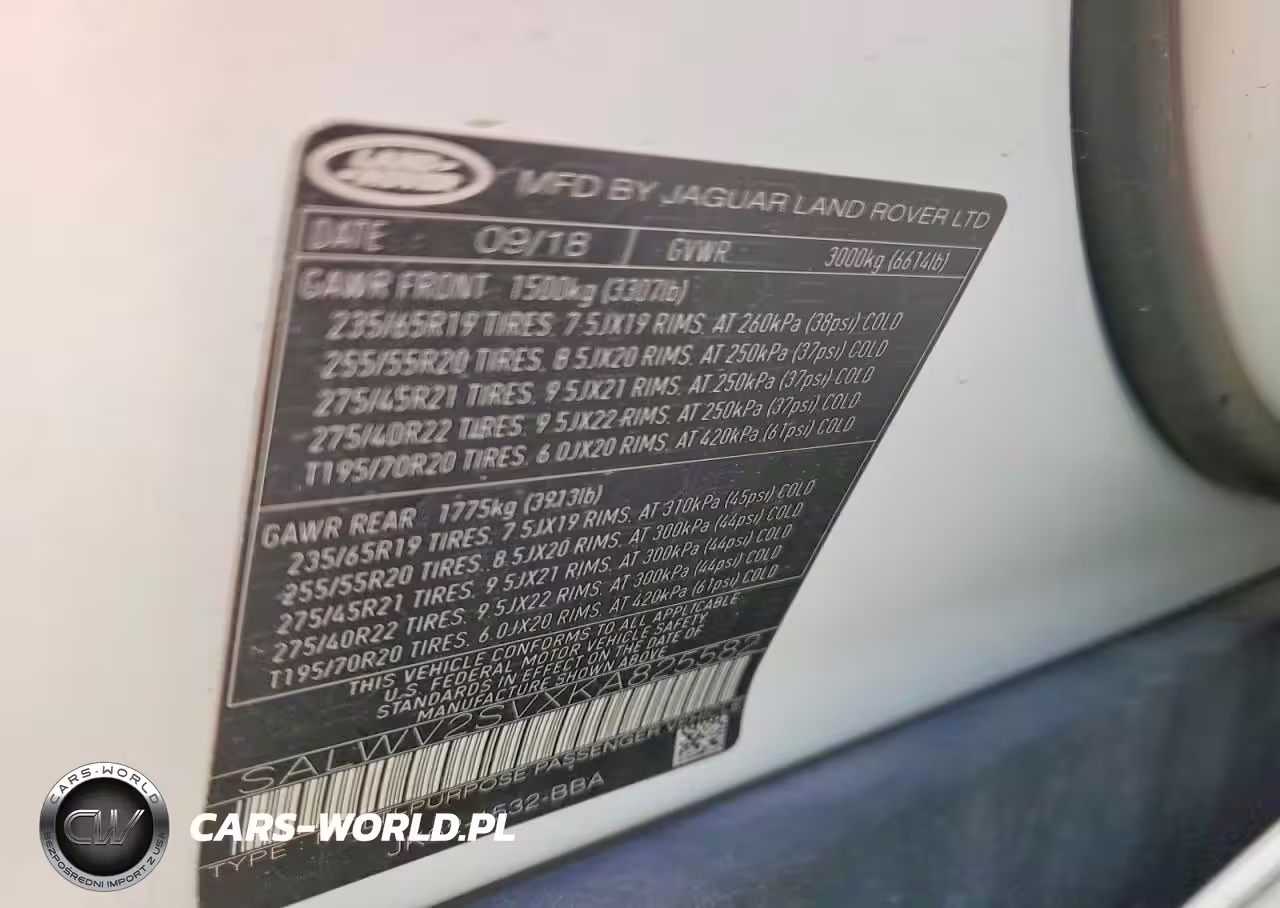 LAND ROVER
MFD BY JAGUAR LAND ROVER LTD
DATE 09/18 GVWR 3000kg (6614lb)
GAWR FRONT 1500kg (3307lb)
235/65R19 TIRES. 7.5JX19 RIMS. AT 260kPa (38psi) COLD
255/55R20 TIRES. 8.5JX20 RIMS. AT 250kPa (37psi) COLD
275/45R21 TIRES. 9.5JX21 RIMS. AT 250kPa (37psi) COLD
275/40R22 TIRES. 9.5JX22 RIMS. AT 250kPa (37psi) COLD
T195/70R20 TIRES. 6.0JX20 RIMS. AT 420kPa (61psi) COLD
GAWR REAR 1775kg (3913lb)
235/65R19 TIRES. 7.5JX19 RIMS. AT 310kPa (45psi) COLD
255/55R20 TIRES. 8.5JX20 RIMS. AT 300kPa (44psi) COLD
275/45R21 TIRES. 9.5JX21 RIMS. AT 300kPa (44psi) COLD
275/40R22 TIRES. 9.5JX22 RIMS. AT 300kPa (44psi) COLD
T195/70R20 TIRES. 6.0JX20 RIMS. AT 420kPa (61psi) COLD
THIS VEHICLE CONFORMS TO ALL APPLICABLE
U.S. FEDERAL MOTOR VEHICLE SAFETY
STANDARDS IN EFFECT ON THE DATE OF
MANUFACTURE SHOWN ABOVE
SALWV2SVXKA825582
TYPE : PURPOSE PASSENGER VEHICLE
532-BBA
CARS-WORLD
CW
BEZPOŚREDNI IMPORT Z USA
CARS-WORLD.PL